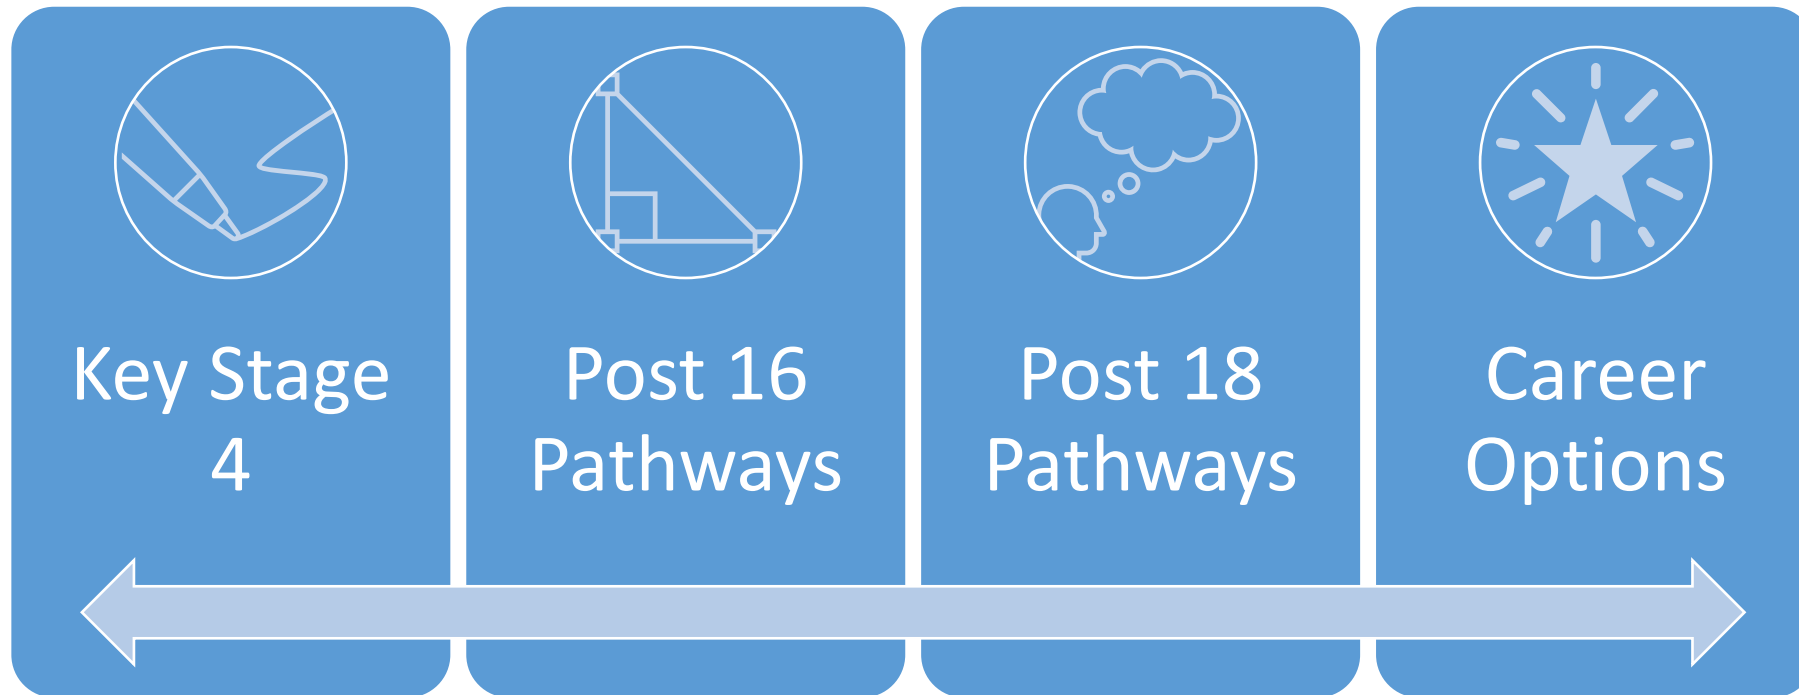 Key Stage
4
Post 16
Pathways
Post 18
Pathways
Career
Options